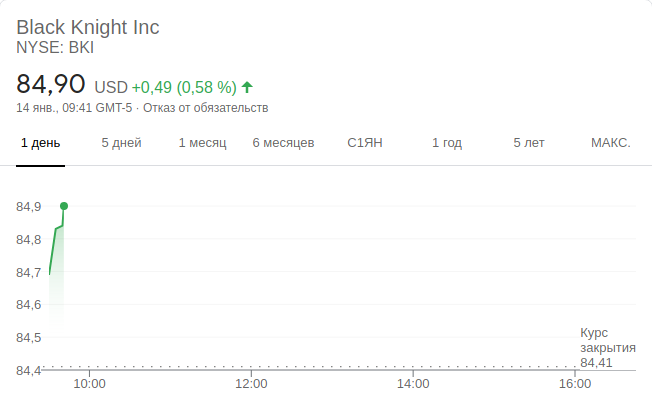 Black Knight Inc
NYSE: BKI
84,90 USD +0,49 (0,58 %)
14 янв., 09:41 GMT-5 · Отказ от обязательств
1 день 5 дней 1 месяц 6 месяцев С1ЯН 1 год 5 лет МАКС.
84,9
84,8
84,7
84,6
84,5
84,4
Курс
закрытия
84,41
10:00 12:00 14:00 16:00